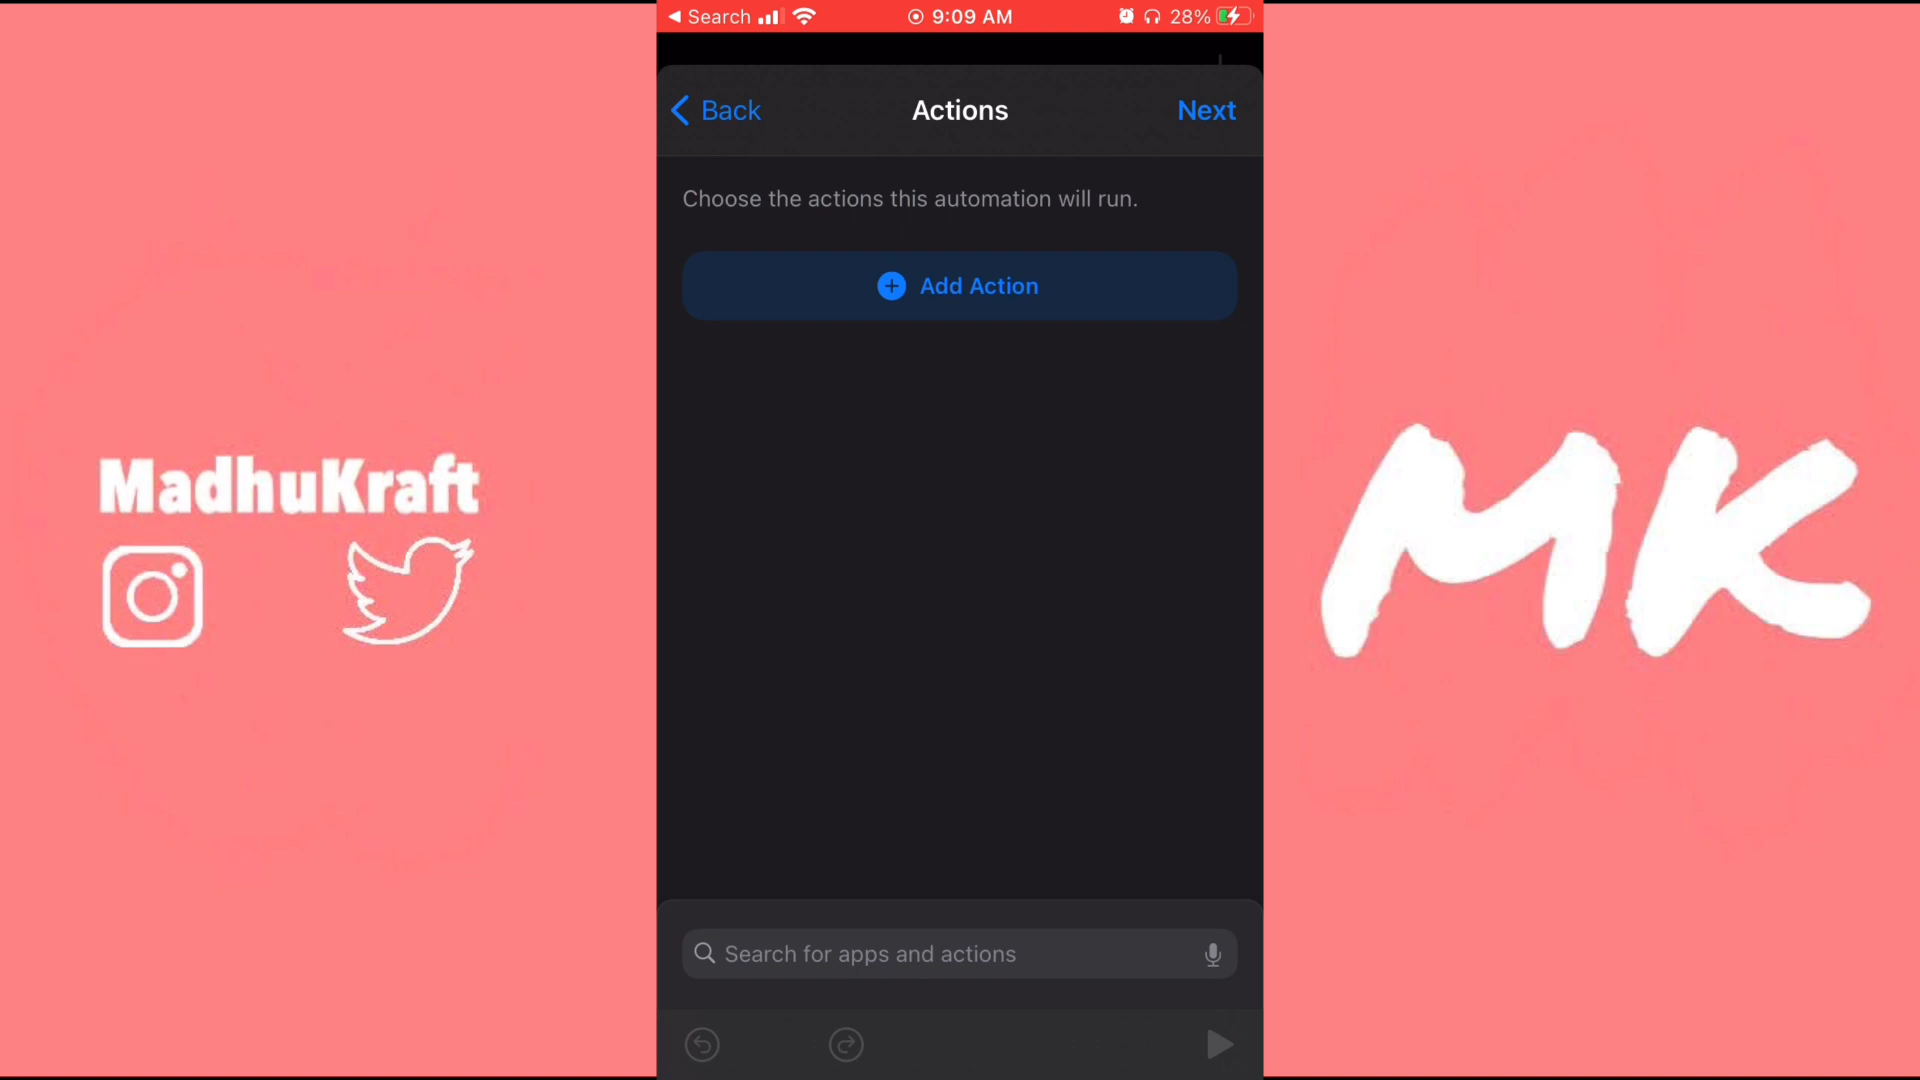 Search
9:09 AM
28%
Back
Actions
Next
Choose the actions this automation will run.
Add Action
MadhuKraft
MK
Search for apps and actions